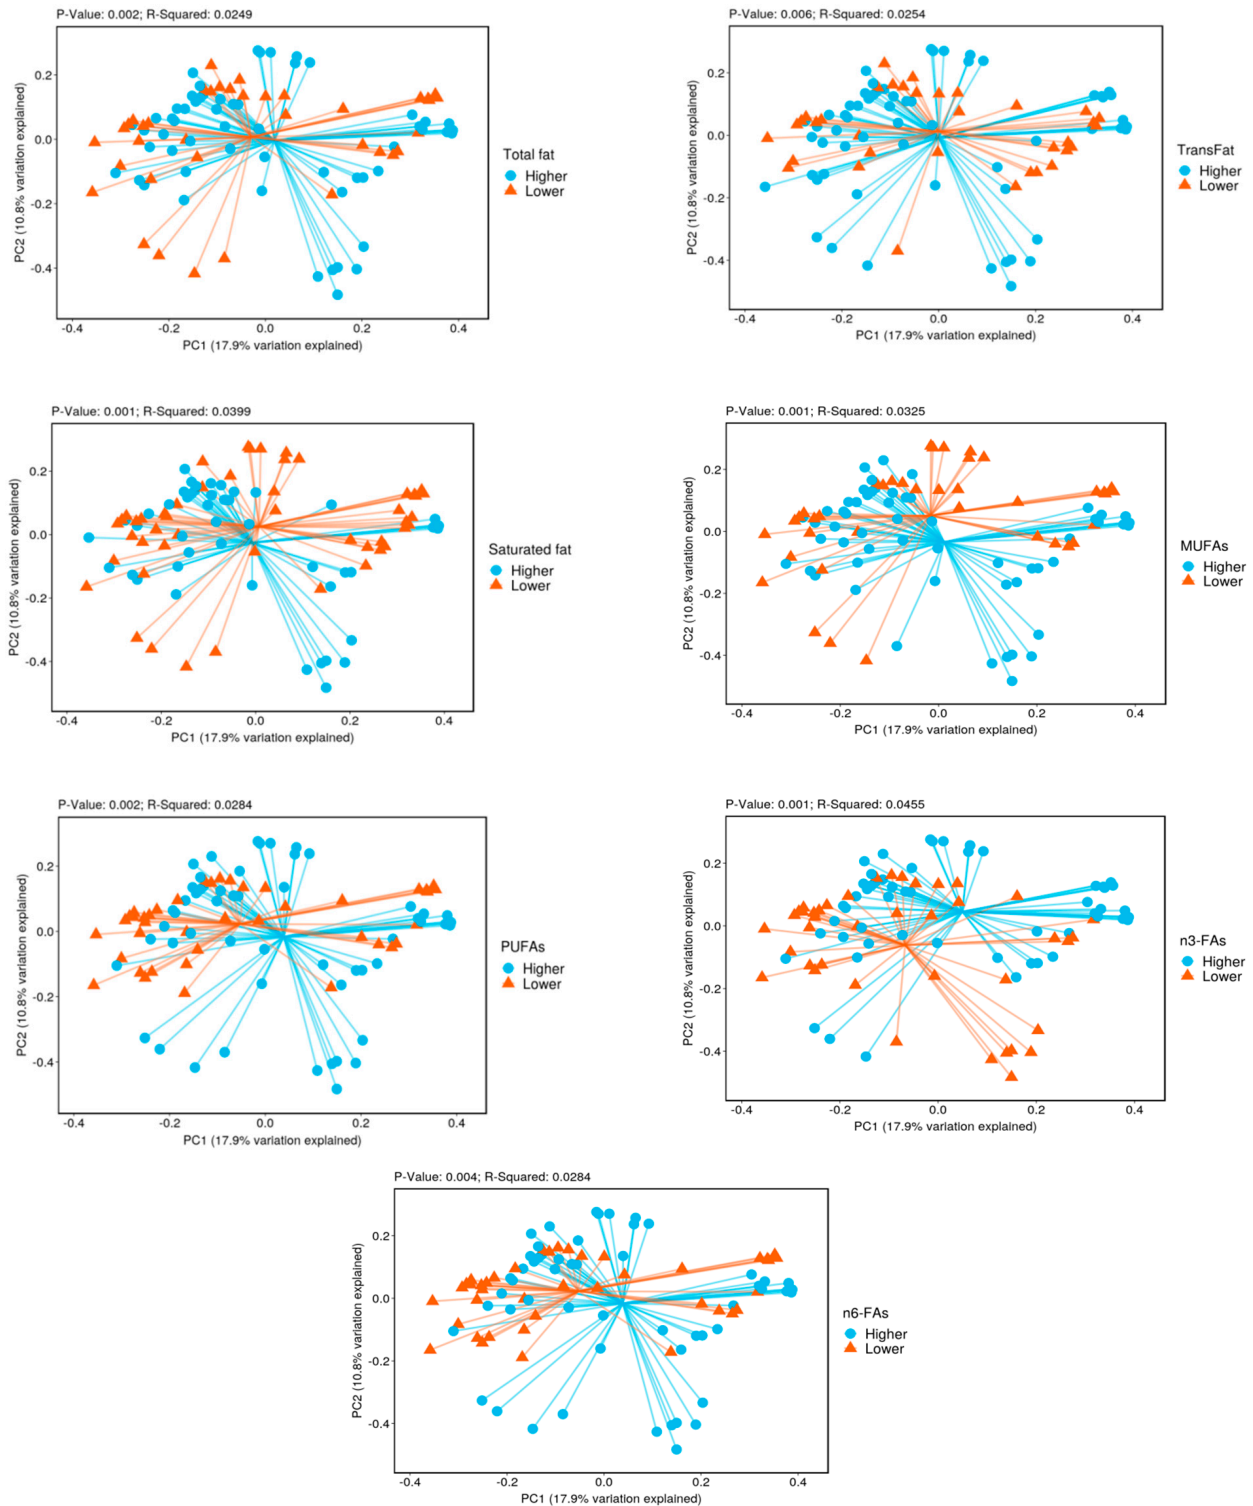 P-Value: 0.002; R-Squared: 0.0249
PC2 (10.8% variation explained)
0.2
0.0
-0.2
-0.4
-0.4
-0.2
0.0
0.2
0.4
PC1 (17.9% variation explained)
Total fat
Higher
Lower
P-Value: 0.006; R-Squared: 0.0254
PC2 (10.8% variation explained)
0.2
0.0
-0.2
-0.4
-0.4
-0.2
0.0
0.2
0.4
PC1 (17.9% variation explained)
TransFat
Higher
Lower
P-Value: 0.001; R-Squared: 0.0399
PC2 (10.8% variation explained)
0.2
0.0
-0.2
-0.4
-0.4
-0.2
0.0
0.2
0.4
PC1 (17.9% variation explained)
Saturated fat
Higher
Lower
P-Value: 0.001; R-Squared: 0.0325
PC2 (10.8% variation explained)
0.2
0.0
-0.2
-0.4
-0.4
-0.2
0.0
0.2
0.4
PC1 (17.9% variation explained)
MUFAs
Higher
Lower
P-Value: 0.002; R-Squared: 0.0284
PC2 (10.8% variation explained)
0.2
0.0
-0.2
-0.4
-0.4
-0.2
0.0
0.2
0.4
PC1 (17.9% variation explained)
PUFAs
Higher
Lower
P-Value: 0.001; R-Squared: 0.0455
PC2 (10.8% variation explained)
0.2
0.0
-0.2
-0.4
-0.4
-0.2
0.0
0.2
0.4
PC1 (17.9% variation explained)
n3-FAs
Higher
Lower
P-Value: 0.004; R-Squared: 0.0284
PC2 (10.8% variation explained)
0.2
0.0
-0.2
-0.4
-0.4
-0.2
0.0
0.2
0.4
PC1 (17.9% variation explained)
n6-FAs
Higher
Lower